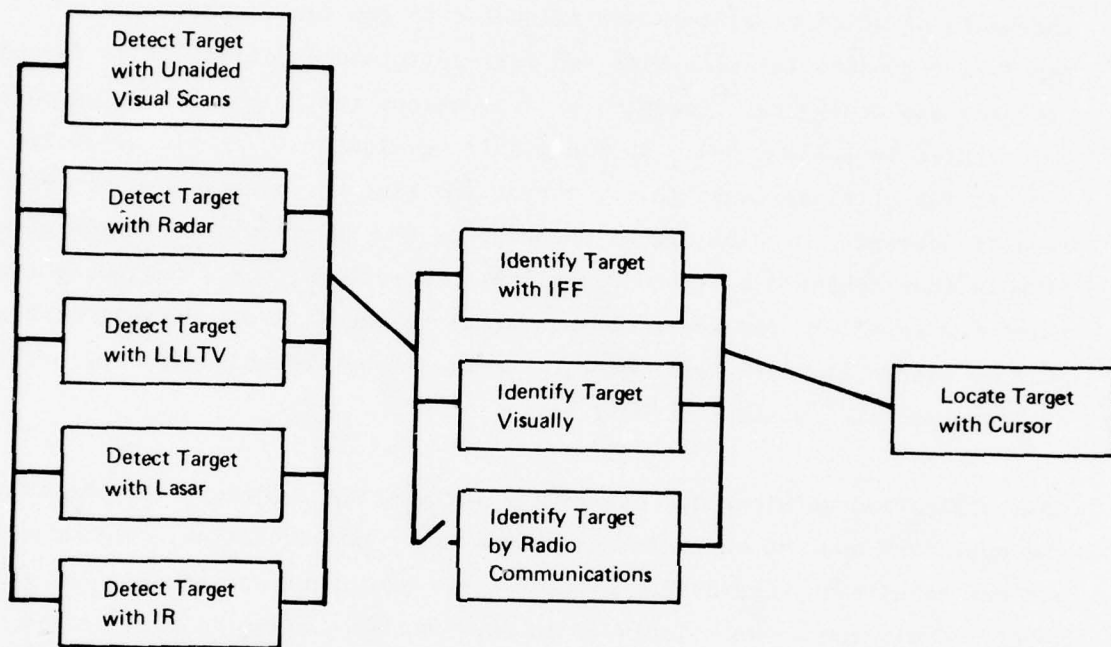 Detect Target
with Unaided
Visual Scans
Detect Target
with Radar
Detect Target
with LLLTV
Detect Target
with Lasar
Detect Target
with IR
Identify Target
with IFF
Identify Target
Visually
Identify Target
by Radio
Communications
Locate Target
with Cursor